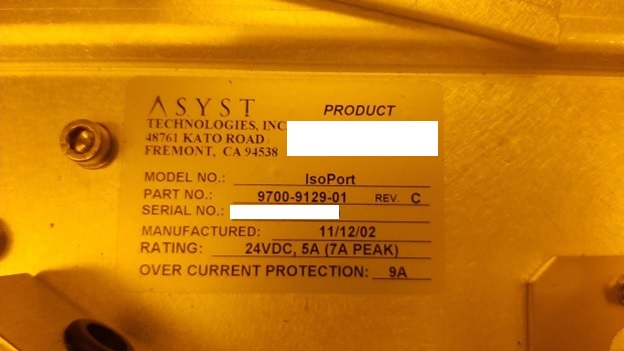 ASYST PRODUCT
TECHNOLOGIES, INC
48761 KATO ROAD
FREMONT, CA 94538
MODEL NO.: IsoPort
PART NO.: 9700-9129-01 REV. C
SERIAL NO.:
MANUFACTURED: 11/12/02
RATING: 24VDC, 5A (7A PEAK)
OVER CURRENT PROTECTION: 9A